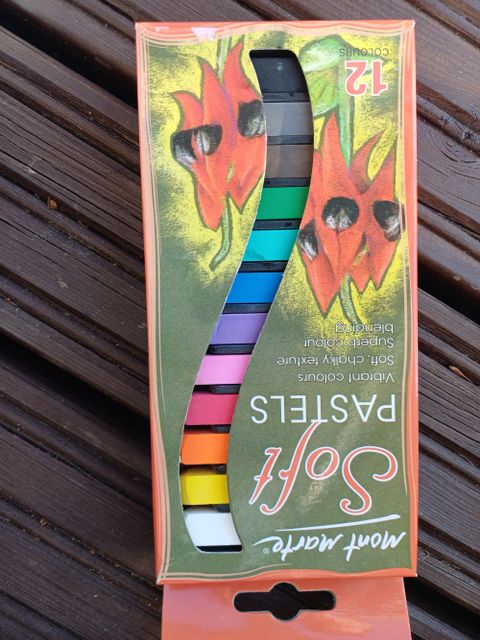 Mont Marte®
Soft
PASTELS
Vibrant colours
Soft, chalky texture
Superb colour
blending
12
COLOURS